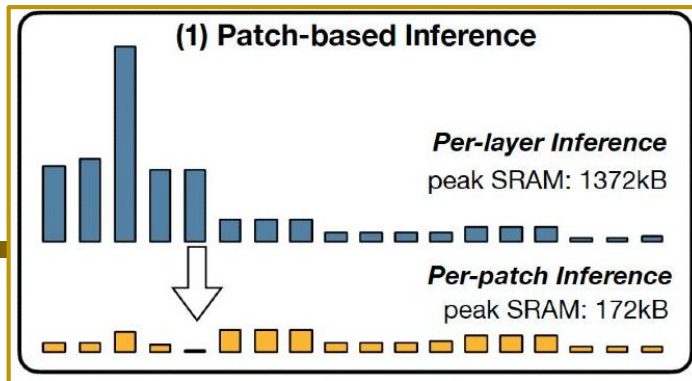 (1) Patch-based Inference
Per-layer Inference
peak SRAM: 1372kB
Per-patch Inference
peak SRAM: 172kB